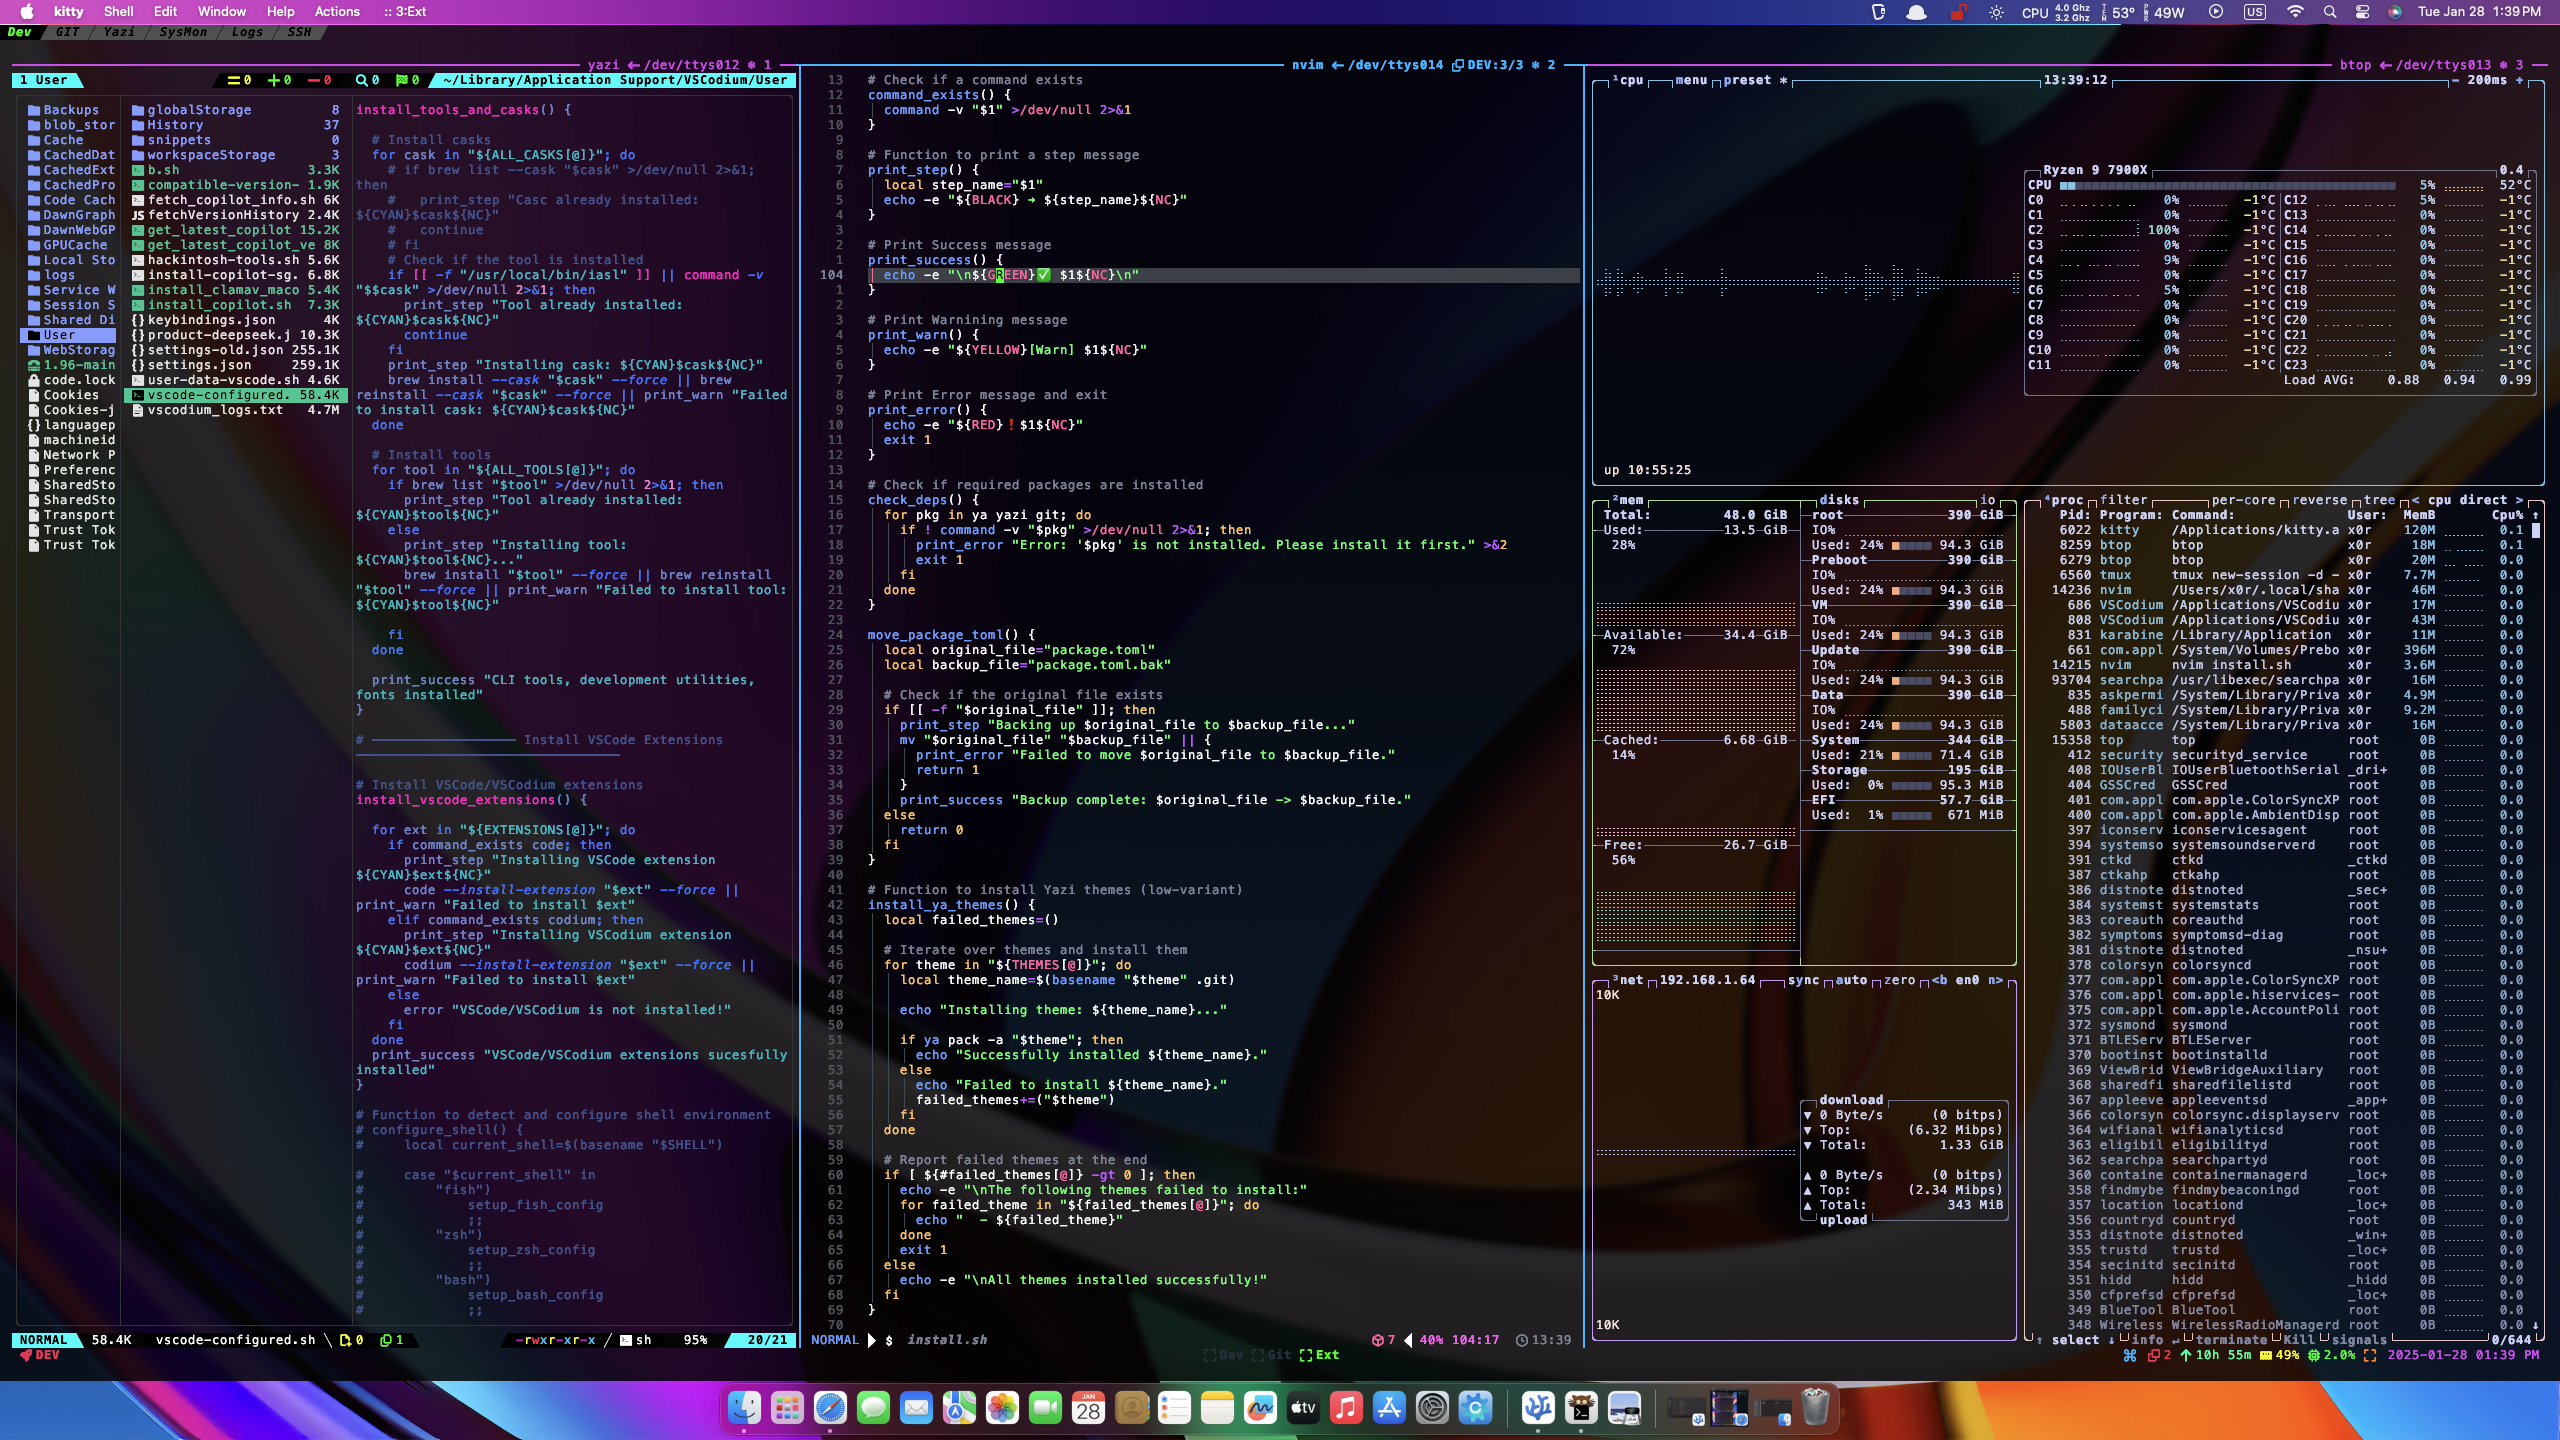 kitty Shell Edit Window Help Actions :: 3:Ext
CPU 4.0 Ghz 3.2 Ghz 53° 49W US Tue Jan 28 1:39 PM
Dev GIT Yazi SysMon Logs SSH
yazi ←/dev/ttys012 ❄ 1
1 User =0 +0 −0 0 0 ~/Library/Application Support/VSCodium/User
Backups
blob_stor
Cache
CachedDat
CachedExt
CachedPro
Code Cach
DawnGraph
DawnWebGP
GPUCache
Local Sto
logs
Service W
Session S
Shared Di
User
WebStorag
1.96-main
code.lock
Cookies
Cookies-j
{} languagep
machineid
Network P
Preferenc
SharedSto
SharedSto
Transport
Trust Tok
Trust Tok
globalStorage 8
History 37
snippets 0
workspaceStorage 3
b.sh 3.3K
compatible-version- 1.9K
fetch_copilot_info.sh 6K
JS fetchVersionHistory 2.4K
get_latest_copilot 15.2K
get_latest_copilot_ve 8K
hackintosh-tools.sh 5.6K
install-copilot-sg. 6.8K
install_clamav_maco 5.4K
install_copilot.sh 7.3K
{} keybindings.json 4K
{} product-deepseek.j 10.3K
{} settings-old.json 255.1K
{} settings.json 259.1K
user-data-vscode.sh 4.6K
vscode-configured. 58.4K
vscodium_logs.txt 4.7M
install_tools_and_casks() {
# Install casks
for cask in "${ALL_CASKS[@]}"; do
# if brew list --cask "$cask" >/dev/null 2>&1;
then
#   print_step "Casc already installed:
${CYAN}$cask${NC}"
#   continue
# fi
# Check if the tool is installed
if [[ -f "/usr/local/bin/iasl" ]] || command -v
"$$cask" >/dev/null 2>&1; then
print_step "Tool already installed:
${CYAN}$cask${NC}"
continue
fi
print_step "Installing cask: ${CYAN}$cask${NC}"
brew install --cask "$cask" --force || brew
reinstall --cask "$cask" --force || print_warn "Failed
to install cask: ${CYAN}$cask${NC}"
done
# Install tools
for tool in "${ALL_TOOLS[@]}"; do
if brew list "$tool" >/dev/null 2>&1; then
print_step "Tool already installed:
${CYAN}$tool${NC}"
else
print_step "Installing tool:
${CYAN}$tool${NC}..."
brew install "$tool" --force || brew reinstall
"$tool" --force || print_warn "Failed to install tool:
${CYAN}$tool${NC}"
fi
done
print_success "CLI tools, development utilities,
fonts installed"
}
# ────────── Install VSCode Extensions
──────────
# Install VSCode/VSCodium extensions
install_vscode_extensions() {
for ext in "${EXTENSIONS[@]}"; do
if command_exists code; then
print_step "Installing VSCode extension
${CYAN}$ext${NC}"
code --install-extension "$ext" --force ||
print_warn "Failed to install $ext"
elif command_exists codium; then
print_step "Installing VSCodium extension
${CYAN}$ext${NC}"
codium --install-extension "$ext" --force ||
print_warn "Failed to install $ext"
else
error "VSCode/VSCodium is not installed!"
fi
done
print_success "VSCode/VSCodium extensions sucesfully
installed"
}
# Function to detect and configure shell environment
# configure_shell() {
#     local current_shell=$(basename "$SHELL")
#     case "$current_shell" in
#         "fish")
#             setup_fish_config
#             ;;
#         "zsh")
#             setup_zsh_config
#             ;;
#         "bash")
#             setup_bash_config
#             ;;
NORMAL 58.4K vscode-configured.sh 0 1 -rwxr-xr-x / sh 95% 20/21
DEV
nvim ←/dev/ttys014 DEV:3/3 ❄ 2
13 # Check if a command exists
12 command_exists() {
11 command -v "$1" >/dev/null 2>&1
10 }
9
8 # Function to print a step message
7 print_step() {
6 local step_name="$1"
5 echo -e "${BLACK} → ${step_name}${NC}"
4 }
3
2 # Print Success message
1 print_success() {
104 echo -e "\n${GREEN}✅ $1${NC}\n"
1 }
2
3 # Print Warnining message
4 print_warn() {
5 echo -e "${YELLOW}[Warn] $1${NC}"
6 }
7
8 # Print Error message and exit
9 print_error() {
10 echo -e "${RED}❗$1${NC}"
11 exit 1
12 }
13
14 # Check if required packages are installed
15 check_deps() {
16 for pkg in ya yazi git; do
17 if ! command -v "$pkg" >/dev/null 2>&1; then
18 print_error "Error: '$pkg' is not installed. Please install it first." >&2
19 exit 1
20 fi
21 done
22 }
23
24 move_package_toml() {
25 local original_file="package.toml"
26 local backup_file="package.toml.bak"
27
28 # Check if the original file exists
29 if [[ -f "$original_file" ]]; then
30 print_step "Backing up $original_file to $backup_file..."
31 mv "$original_file" "$backup_file" || {
32 print_error "Failed to move $original_file to $backup_file."
33 return 1
34 }
35 print_success "Backup complete: $original_file -> $backup_file."
36 else
37 return 0
38 fi
39 }
40
41 # Function to install Yazi themes (low-variant)
42 install_ya_themes() {
43 local failed_themes=()
44
45 # Iterate over themes and install them
46 for theme in "${THEMES[@]}"; do
47 local theme_name=$(basename "$theme" .git)
48
49 echo "Installing theme: ${theme_name}..."
50
51 if ya pack -a "$theme"; then
52 echo "Successfully installed ${theme_name}."
53 else
54 echo "Failed to install ${theme_name}."
55 failed_themes+=("$theme")
56 fi
57 done
58
59 # Report failed themes at the end
60 if [ ${#failed_themes[@]} -gt 0 ]; then
61 echo -e "\nThe following themes failed to install:"
62 for failed_theme in "${failed_themes[@]}"; do
63 echo "  - ${failed_theme}"
64 done
65 exit 1
66 else
67 echo -e "\nAll themes installed successfully!"
68 fi
69 }
70
NORMAL $ install.sh 7 40% 104:17 13:39
Dev Git Ext
btop ←/dev/ttys013 ❄ 3
¹cpu menu preset * 13:39:12 − 200ms +
Ryzen 9 7900X 0.4
CPU 5% 52°C
C0 0% -1°C C12 5% -1°C
C1 0% -1°C C13 0% -1°C
C2 100% -1°C C14 0% -1°C
C3 0% -1°C C15 0% -1°C
C4 9% -1°C C16 0% -1°C
C5 0% -1°C C17 0% -1°C
C6 5% -1°C C18 0% -1°C
C7 0% -1°C C19 0% -1°C
C8 0% -1°C C20 0% -1°C
C9 0% -1°C C21 0% -1°C
C10 0% -1°C C22 0% -1°C
C11 0% -1°C C23 0% -1°C
Load AVG: 0.88 0.94 0.99
up 10:55:25
²mem
Total: 48.0 GiB
Used: 13.5 GiB
28%
Available: 34.4 GiB
72%
Cached: 6.68 GiB
14%
Free: 26.7 GiB
56%
disks io
root 390 GiB
IO%
Used: 24% 94.3 GiB
Preboot 390 GiB
IO%
Used: 24% 94.3 GiB
VM 390 GiB
IO%
Used: 24% 94.3 GiB
Update 390 GiB
IO%
Used: 24% 94.3 GiB
Data 390 GiB
IO%
Used: 24% 94.3 GiB
System 344 GiB
Used: 21% 71.4 GiB
Storage 195 GiB
Used: 0% 95.3 MiB
EFI 57.7 GiB
Used: 1% 671 MiB
³net 192.168.1.64 sync auto zero <b en0 n>
10K
download
▼ 0 Byte/s (0 bitps)
▼ Top: (6.32 Mibps)
▼ Total: 1.33 GiB
▲ 0 Byte/s (0 bitps)
▲ Top: (2.34 Mibps)
▲ Total: 343 MiB
upload
10K
⁴proc filter per-core reverse tree < cpu direct >
Pid: Program: Command: User: MemB Cpu% ↑
6022 kitty /Applications/kitty.a x0r 120M 0.1
8259 btop btop x0r 18M 0.1
6279 btop btop x0r 20M 0.0
6560 tmux tmux new-session -d - x0r 7.7M 0.0
14236 nvim /Users/x0r/.local/sha x0r 46M 0.0
686 VSCodium /Applications/VSCodiu x0r 17M 0.0
808 VSCodium /Applications/VSCodiu x0r 43M 0.0
831 karabine /Library/Application x0r 11M 0.0
661 com.appl /System/Volumes/Prebo x0r 396M 0.0
14215 nvim nvim install.sh x0r 3.6M 0.0
93704 searchpa /usr/libexec/searchpa x0r 16M 0.0
835 askpermi /System/Library/Priva x0r 4.9M 0.0
488 familyci /System/Library/Priva x0r 9.2M 0.0
5803 dataacce /System/Library/Priva x0r 16M 0.0
15358 top top root 0B 0.0
412 security securityd_service root 0B 0.0
408 IOUserBl IOUserBluetoothSerial _dri+ 0B 0.0
404 GSSCred GSSCred root 0B 0.0
401 com.appl com.apple.ColorSyncXP root 0B 0.0
400 com.appl com.apple.AmbientDisp root 0B 0.0
397 iconserv iconservicesagent root 0B 0.0
394 systemso systemsoundserverd root 0B 0.0
391 ctkd ctkd _ctkd 0B 0.0
387 ctkahp ctkahp root 0B 0.0
386 distnote distnoted _sec+ 0B 0.0
384 systemst systemstats root 0B 0.0
383 coreauth coreauthd root 0B 0.0
382 symptoms symptomsd-diag root 0B 0.0
381 distnote distnoted _nsu+ 0B 0.0
378 colorsyn colorsyncd root 0B 0.0
377 com.appl com.apple.ColorSyncXP root 0B 0.0
376 com.appl com.apple.hiservices- root 0B 0.0
375 com.appl com.apple.AccountPoli root 0B 0.0
372 sysmond sysmond root 0B 0.0
371 BTLEServ BTLEServer root 0B 0.0
370 bootinst bootinstalld root 0B 0.0
369 ViewBrid ViewBridgeAuxiliary root 0B 0.0
368 sharedfi sharedfilelistd root 0B 0.0
367 appleeve appleeventsd _app+ 0B 0.0
366 colorsyn colorsync.displayserv root 0B 0.0
364 wifianal wifianalyticsd root 0B 0.0
363 eligibil eligibilityd root 0B 0.0
362 searchpa searchpartyd root 0B 0.0
360 containe containermanagerd _loc+ 0B 0.0
358 findmybe findmybeaconingd root 0B 0.0
357 location locationd _loc+ 0B 0.0
356 countryd countryd root 0B 0.0
353 distnote distnoted _win+ 0B 0.0
355 trustd trustd _loc+ 0B 0.0
354 secinitd secinitd root 0B 0.0
351 hidd hidd _hidd 0B 0.0
350 cfprefsd cfprefsd _loc+ 0B 0.0
349 BlueTool BlueTool root 0B 0.0
348 Wireless WirelessRadioManagerd root 0B 0.0 ↓
↑ select ↓ info ↵ terminate Kill signals 0/644
⌘ 2 ↑ 10h 55m 49% 2.0% 2025-01-28 01:39 PM
JAN
28
tv